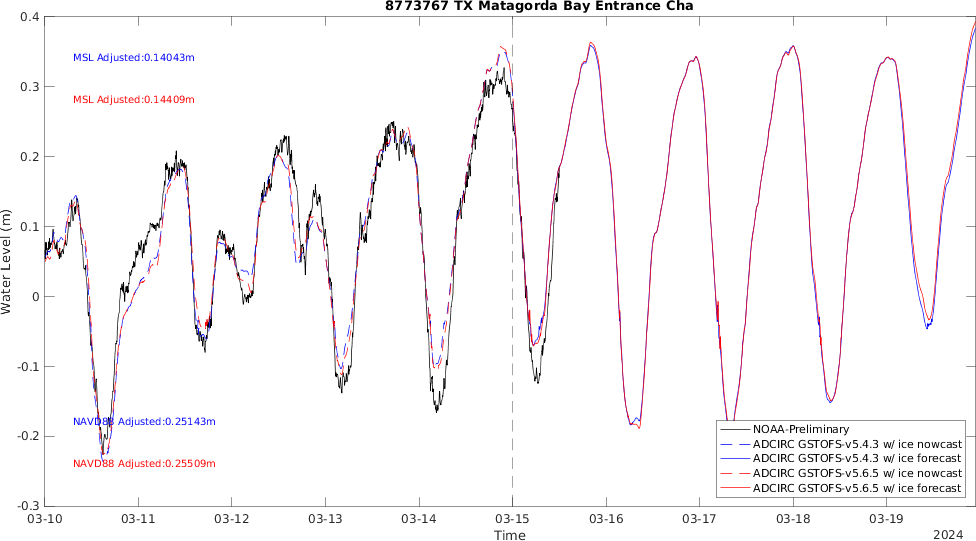 8773767 TX Matagorda Bay Entrance Cha
0.4
0.3
0.2
0.1
0
-0.1
-0.2
-0.3
Water Level (m)
MSL Adjusted:0.14043m
MSL Adjusted:0.14409m
NAVD88 Adjusted:0.25143m
NAVD88 Adjusted:0.25509m
NOAA-Preliminary
ADCIRC GSTOFS-v5.4.3 w/ ice nowcast
ADCIRC GSTOFS-v5.4.3 w/ ice forecast
ADCIRC GSTOFS-v5.6.5 w/ ice nowcast
ADCIRC GSTOFS-v5.6.5 w/ ice forecast
03-10 03-11 03-12 03-13 03-14 03-15 03-16 03-17 03-18 03-19
Time
2024